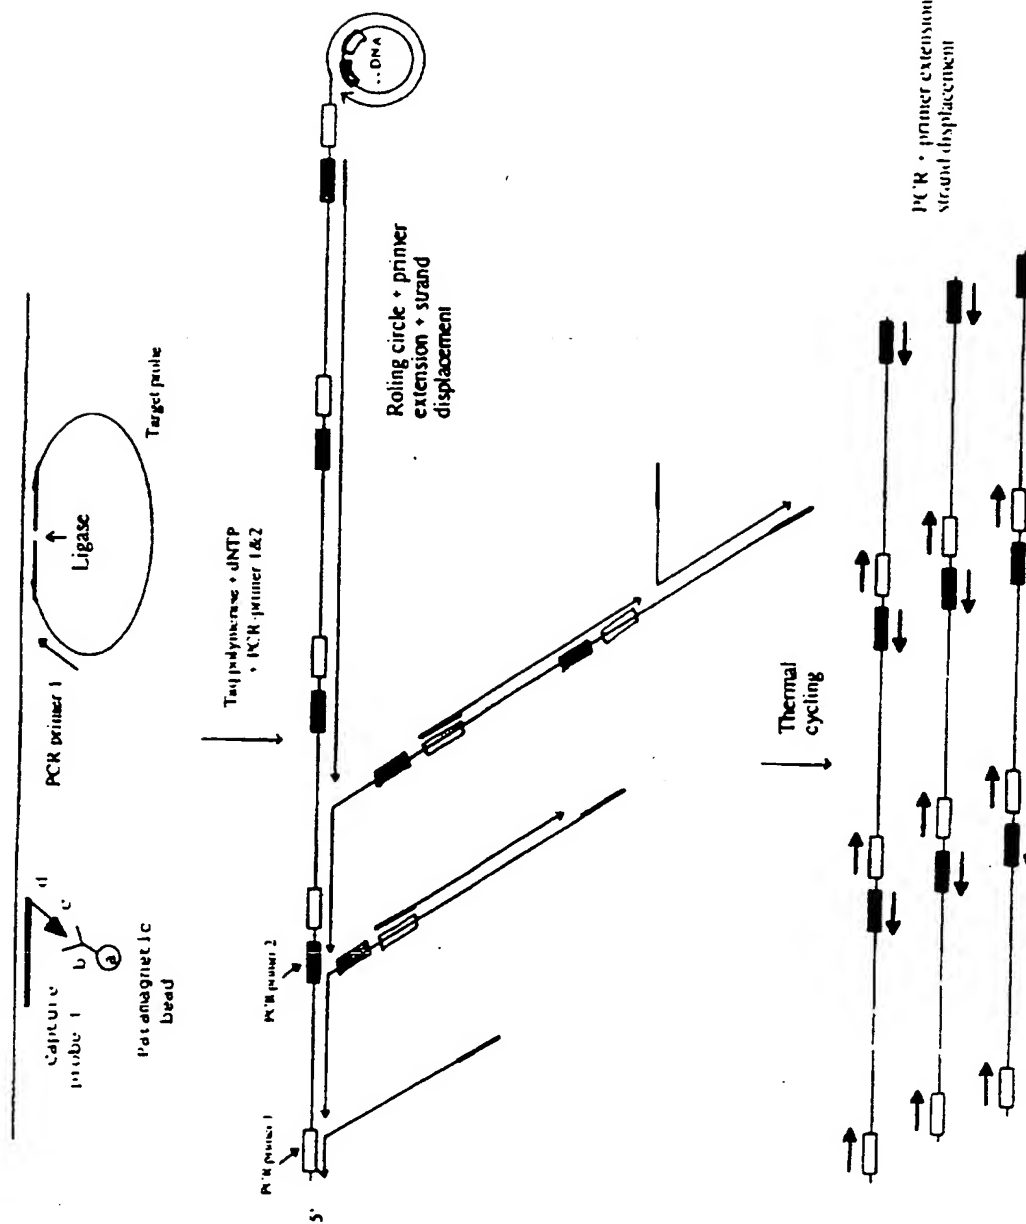 Capture
probe 1
a
b
c
d
Paramagnetic
bead
PCR primer 1
Ligase
Target probe
Taq polymerase + dNTP
+ PCR-primer 1&2
5'
PCR primer 1
PCR primer 2
DNA
Roling circle + primer
extension + strand
displacement
Thermal
cycling
PCR + primer extension
strand displacement